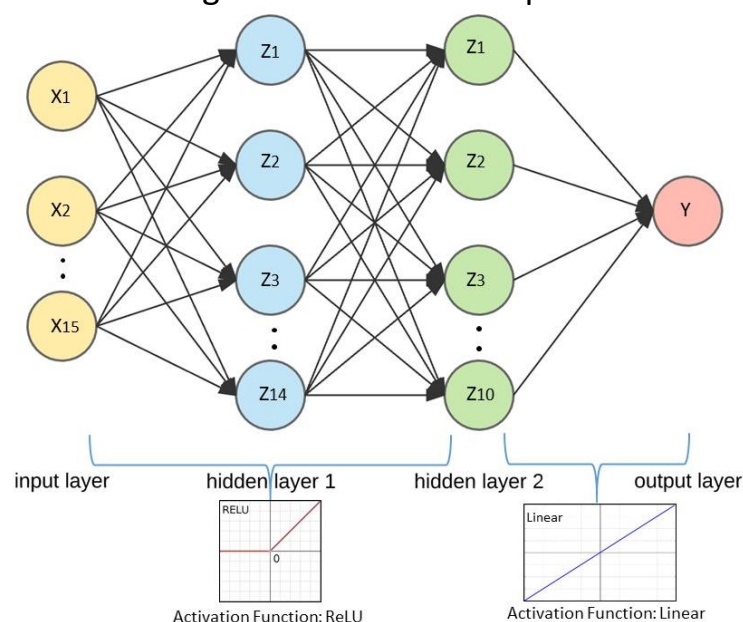 Z1
Z1
X1
Z2
Z2
X2
Y
Z3
Z3
X15
Z14
Z10
input layer
hidden layer 1
hidden layer 2
output layer
RELU
0
Linear
Activation Function: ReLU
Activation Function: Linear